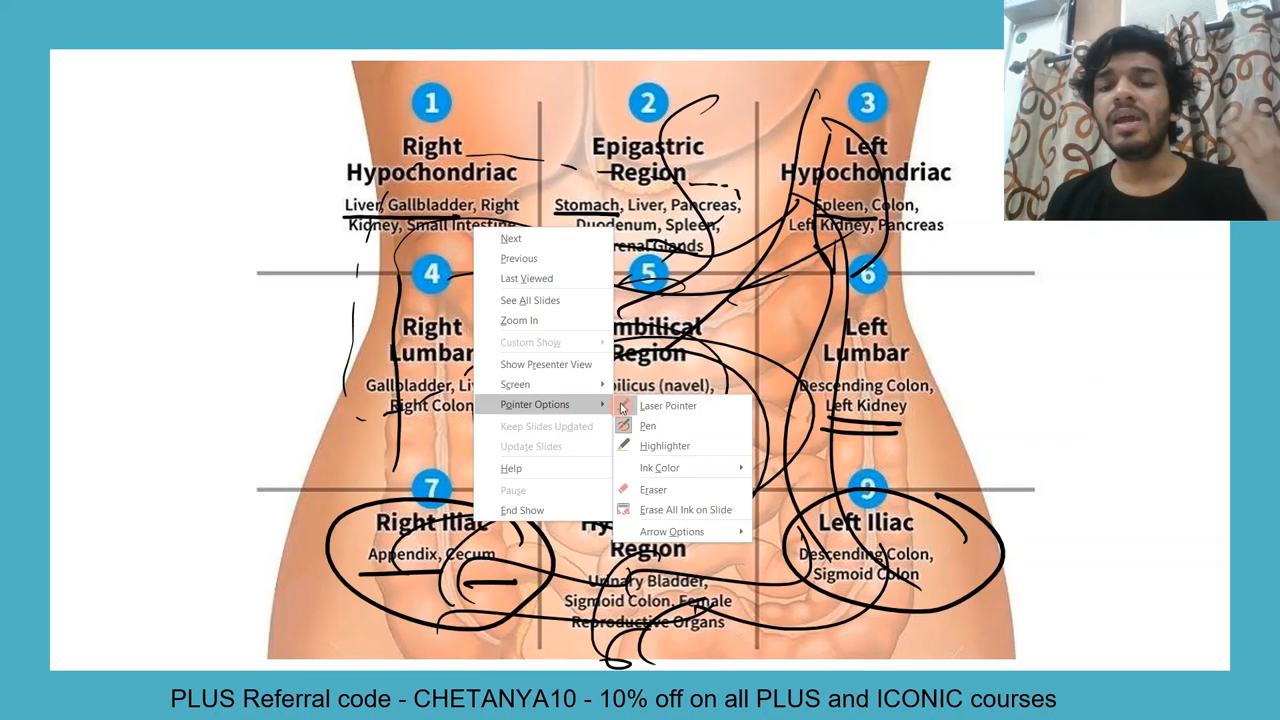 1
Right
Hypochondriac
Liver, Gallbladder, Right
Kidney, Small Intestine
2
Epigastric
Region
Stomach, Liver, Pancreas,
Duodenum, Spleen,
Glands
3
Left
Hypochondriac
Spleen, Colon,
Left Kidney, Pancreas
4
Right
Lumbar
Gallbladder,
Right Colon
5
Region
(navel),
6
Left
Lumbar
Descending Colon,
Left Kidney
7
Right Iliac
Appendix, Cecum
Region
Urinary Bladder,
Sigmoid Colon, Female
Reproductive Organs
9
Left Iliac
Descending Colon,
Sigmoid Colon
Next
Previous
Last Viewed
See All Slides
Zoom In
Custom Show
Show Presenter View
Screen
Pointer Options
Keep Slides Updated
Update Slides
Help
Pause
End Show
Laser Pointer
Pen
Highlighter
Ink Color
Eraser
Erase All Ink on Slide
Arrow Options
PLUS Referral code - CHETANYA10 - 10% off on all PLUS and ICONIC courses